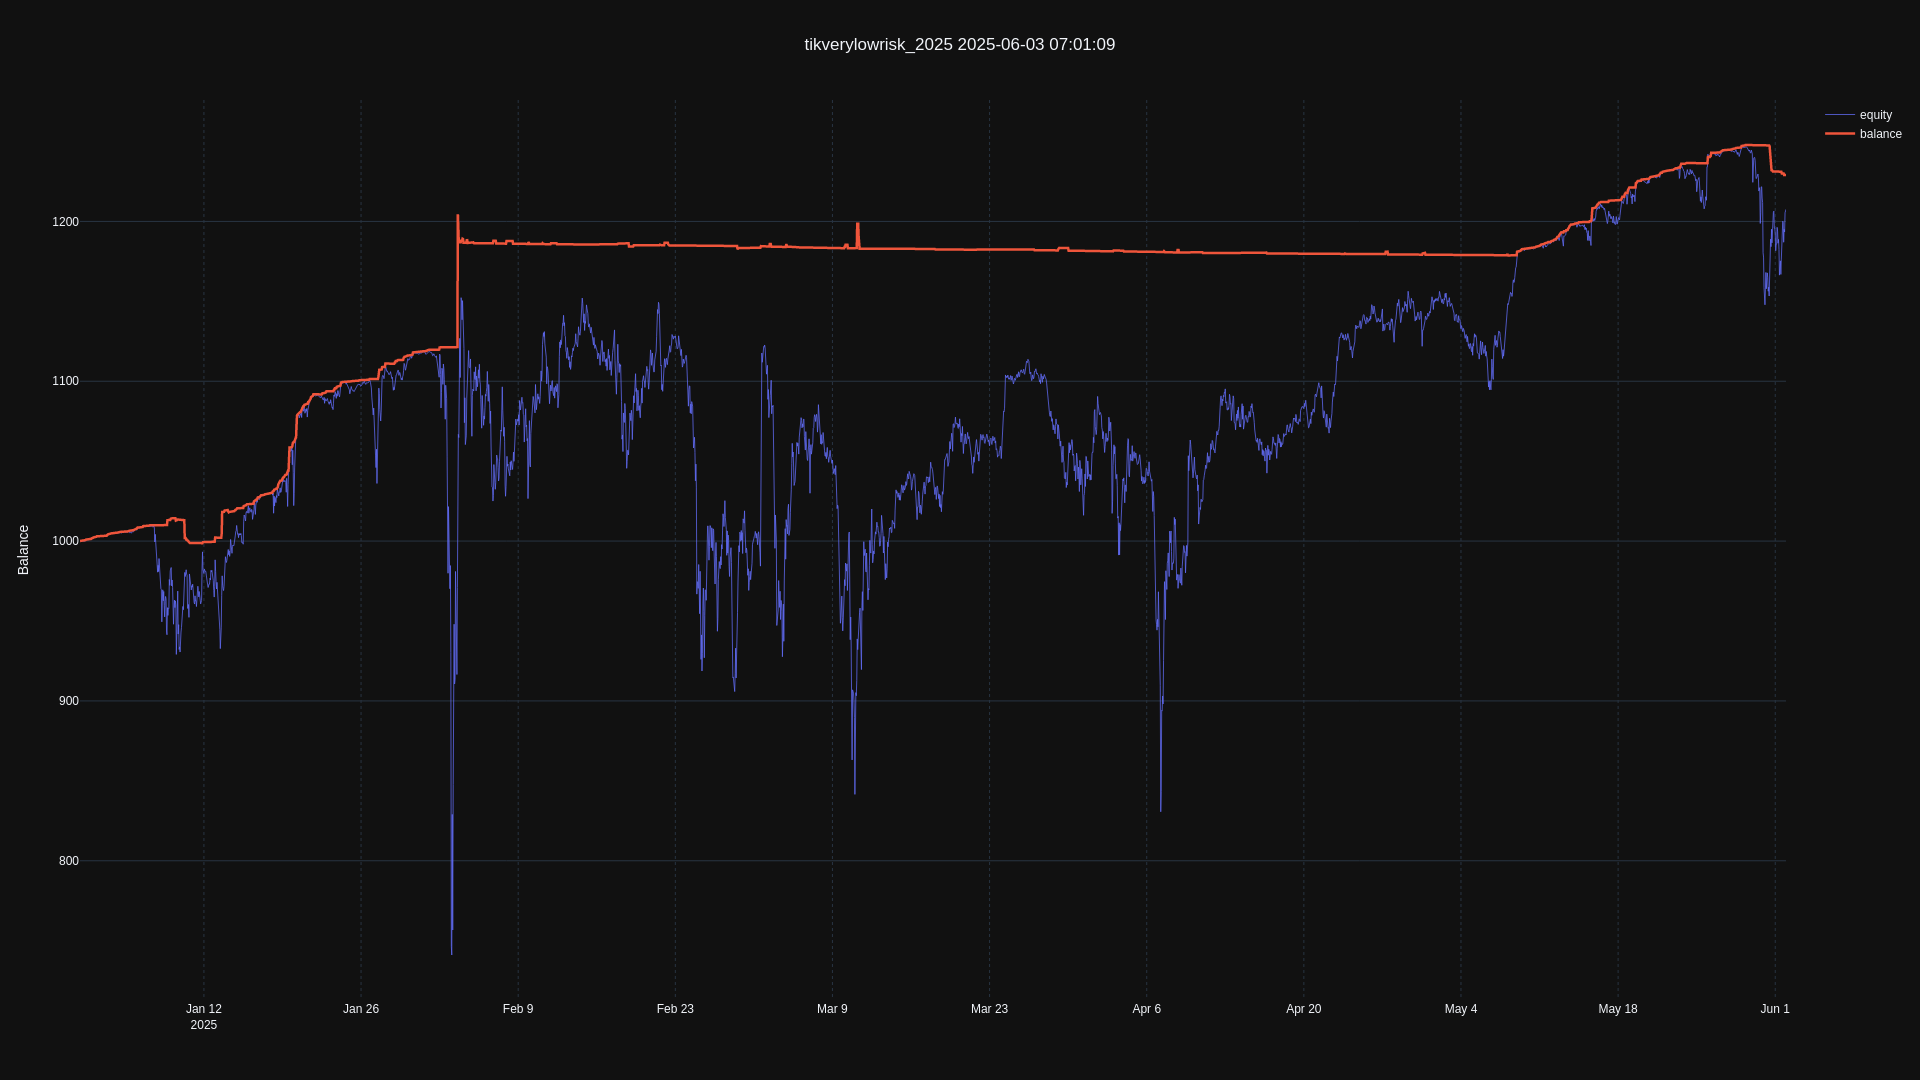 tikverylowrisk_2025 2025-06-03 07:01:09
equity
balance
Balance
1200
1100
1000
900
800
Jan 12
2025
Jan 26
Feb 9
Feb 23
Mar 9
Mar 23
Apr 6
Apr 20
May 4
May 18
Jun 1